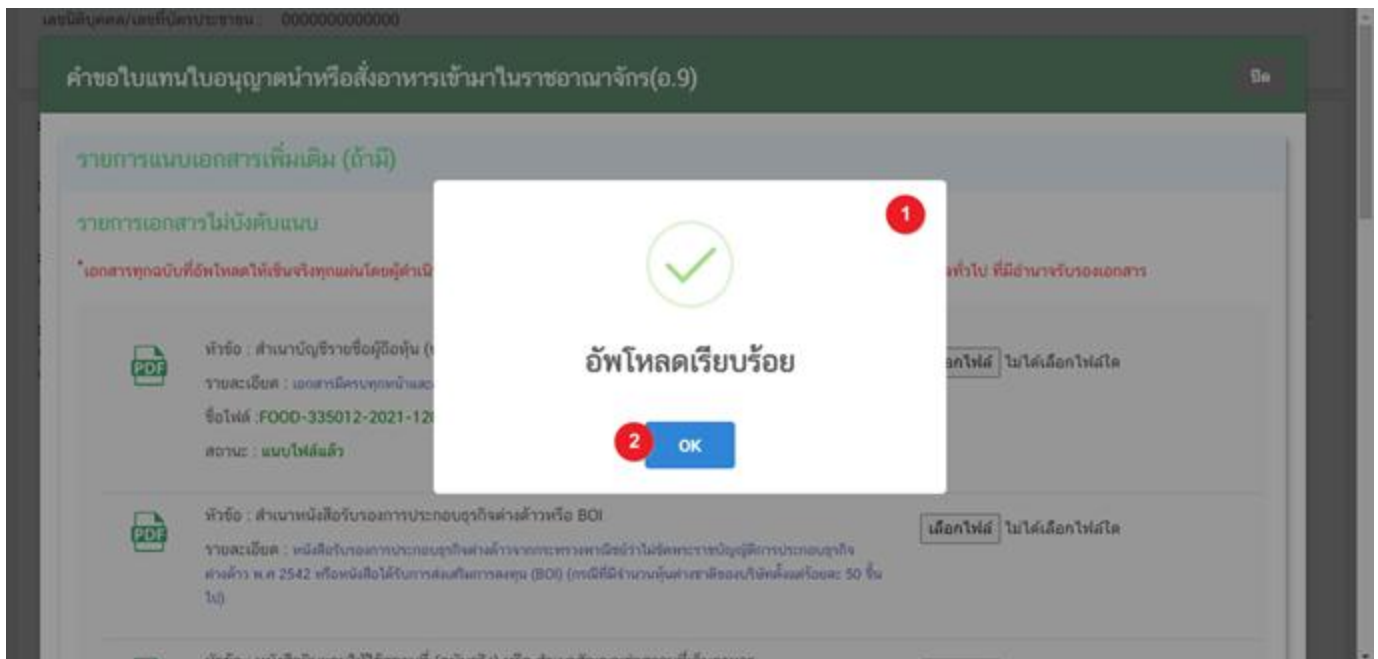 เลขนิติบุคคล/เลขที่บัตรประชาชน : 0000000000000
คำขอใบแทนใบอนุญาตนำหรือสั่งอาหารเข้ามาในราชอาณาจักร(อ.9)
ปิด
รายการแนบเอกสารเพิ่มเติม (ถ้ามี)
1
รายการเอกสารไม่บังคับแนบ
*เอกสารทุกฉบับที่อัพโหลดให้เซ็นจริงทุกแผ่นโดยผู้ดำเนิ ทั่วไป ที่มีอำนาจรับรองเอกสาร
หัวข้อ : สำเนาบัญชีรายชื่อผู้ถือหุ้น
PDF
อัพโหลดเรียบร้อย
ไม่ได้เลือกไฟล์ใด
รายละเอียด : เอกสารมีครบทุกหน้าและ
ชื่อไฟล์ :FOOD-335012-2021-120
2
OK
สถานะ : แนบไฟล์แล้ว
หัวข้อ : สำเนาหนังสือรับรองการประกอบธุรกิจต่างด้าวหรือ BOI
PDF
เลือกไฟล์ ไม่ได้เลือกไฟล์ใด
รายละเอียด : หนังสือรับรองการประกอบธุรกิจต่างด้าวจากกระทรวงพาณิชย์ว่าไม่ขัดพระราชบัญญัติการประกอบธุรกิจ
ต่างด้าว พ.ศ 2542 หรือหนังสือได้รับการส่งเสริมการลงทุน (BOI) (กรณีที่มีจำนวนหุ้นต่างชาติของบริษัทตั้งแต่ร้อยละ 50 ขึ้น
ไป)